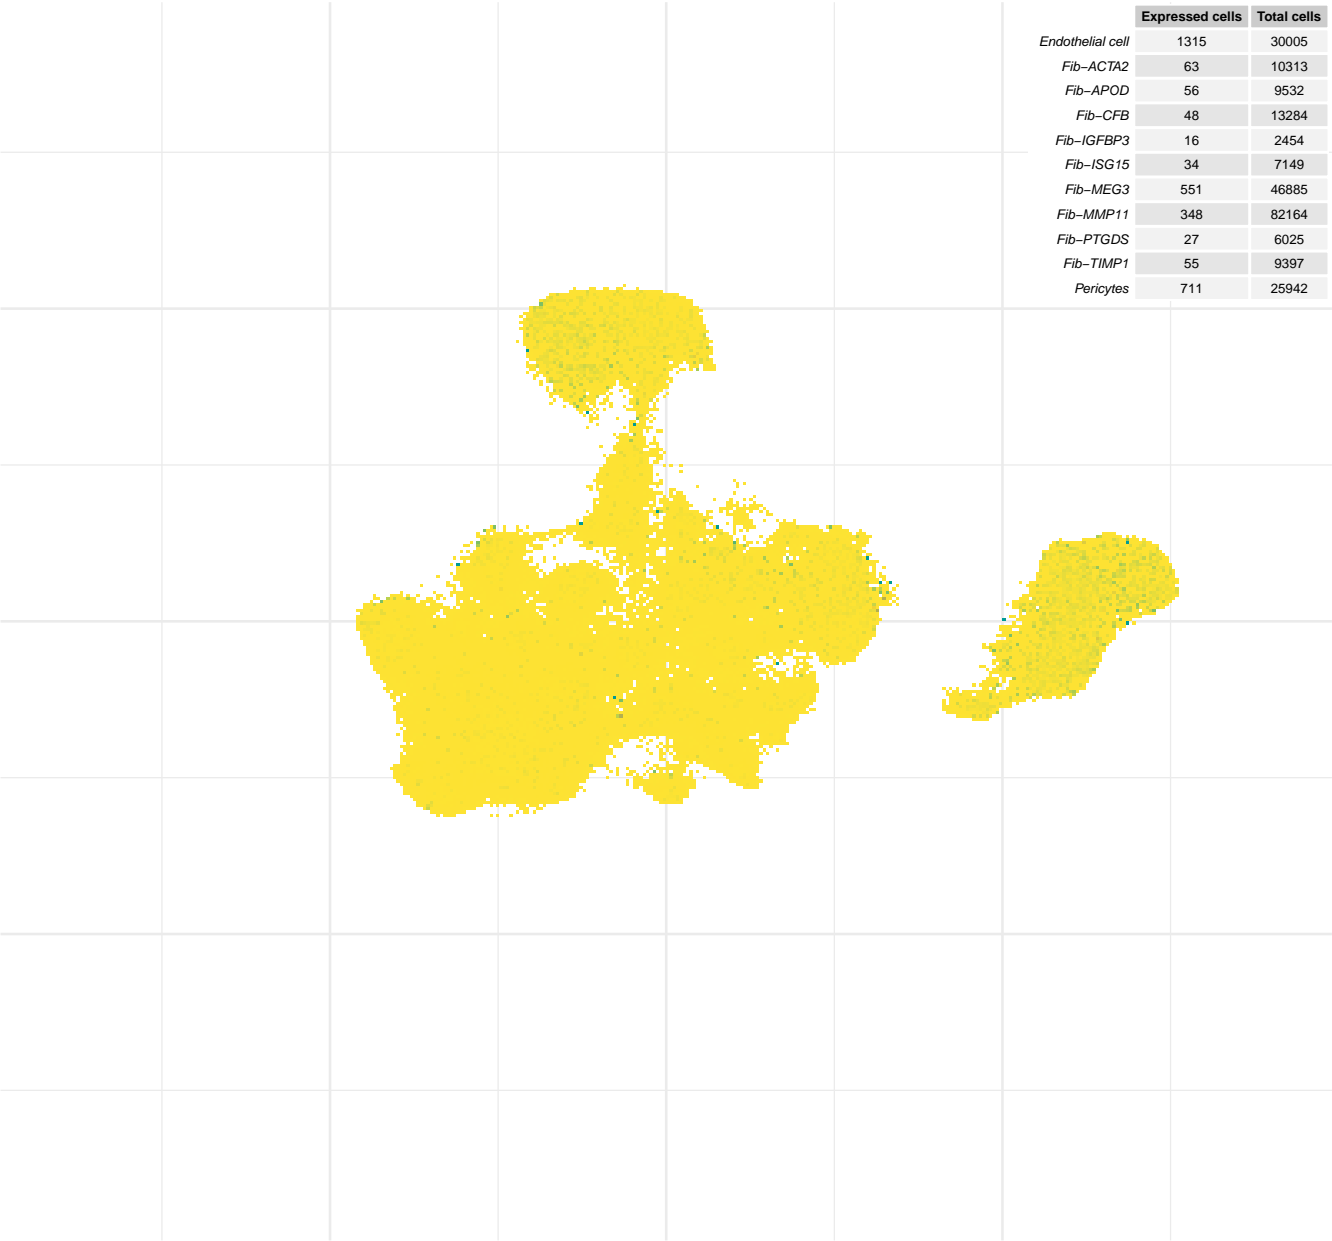 Expressed cells Total cells
Endothelial cell 1315 30005
Fib−ACTA2 63 10313
Fib−APOD 56 9532
Fib−CFB 48 13284
Fib−IGFBP3 16 2454
Fib−ISG15 34 7149
Fib−MEG3 551 46885
Fib−MMP11 348 82164
Fib−PTGDS 27 6025
Fib−TIMP1 55 9397
Pericytes 711 25942